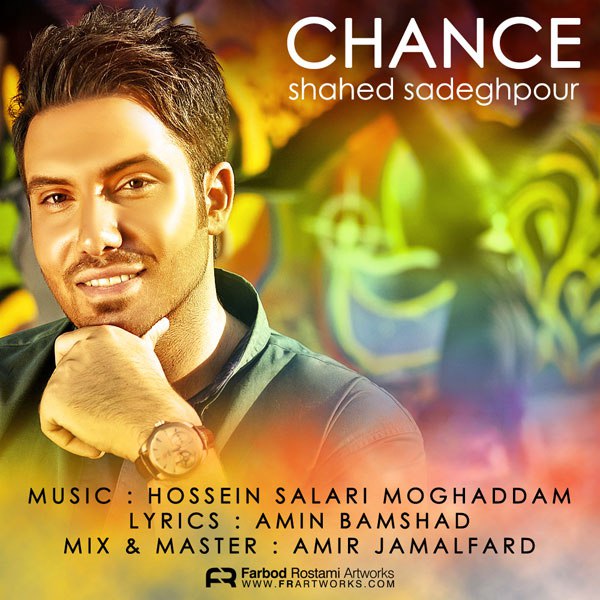 CHANCE
shahed sadeghpour
MUSIC : HOSSEIN SALARI MOGHADDAM
LYRICS : AMIN BAMSHAD
MIX & MASTER : AMIR JAMALFARD
FR Farbod Rostami Artworks
WWW.FRARTWORKS.COM